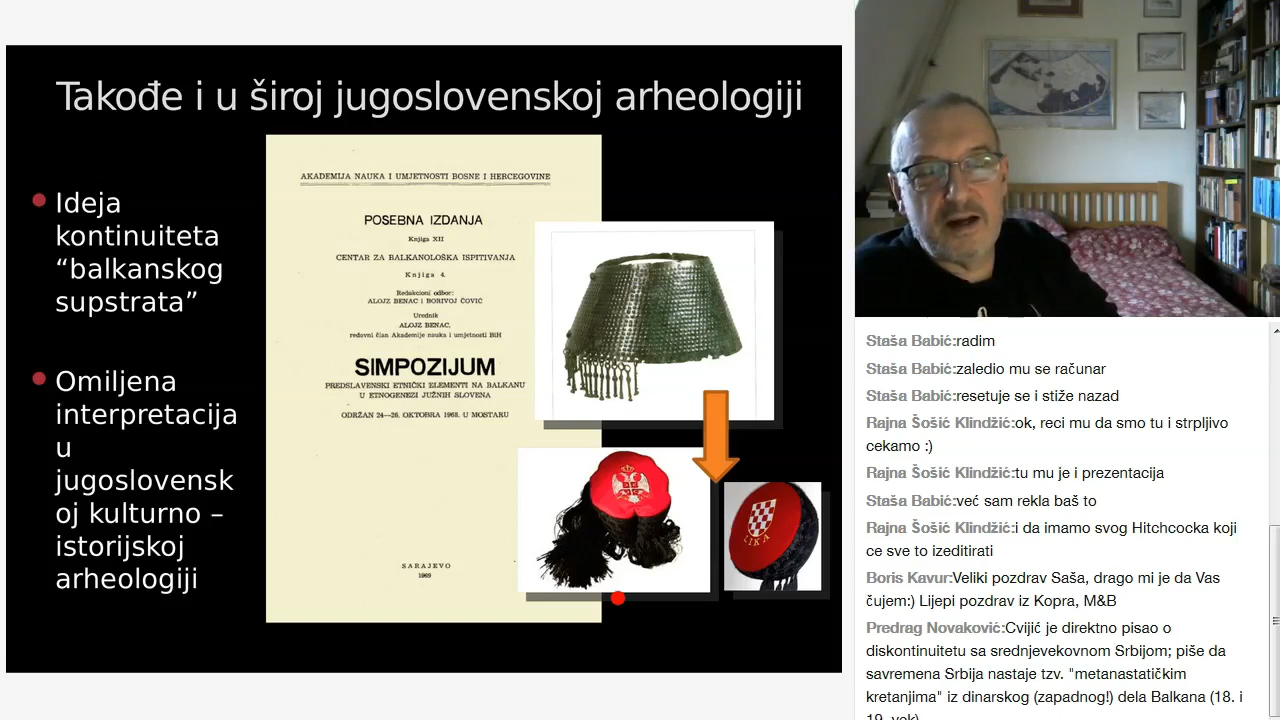 Takođe i u široj jugoslovenskoj arheologiji
Ideja
kontinuiteta
“balkanskog
supstrata”
Omiljena
interpretacija
u
jugoslovensk
oj kulturno –
istorijskoj
arheologiji
AKADEMIJA NAUKA I UMJETNOSTI BOSNE I HERCEGOVINE
POSEBNA IZDANJA
Knjiga XII
CENTAR ZA BALKANOLOŠKA ISPITIVANJA
Knjiga 4.
Redakcioni odbor:
ALOJZ BENAC i BORIVOJ ČOVIĆ
Urednik
ALOJZ BENAC,
redovni član Akademije nauka i umjetnosti BiH
SIMPOZIJUM
PREDSLAVENSKI ETNIČKI ELEMENTI NA BALKANU
U ETNOGENEZI JUŽNIH SLOVENA
ODRŽAN 24—26. OKTOBRA 1968. U MOSTARU
SARAJEVO
1969
LIKA
Staša Babić:radim
Staša Babić:zaledio mu se računar
Staša Babić:resetuje se i stiže nazad
Rajna Šošić Klindžić:ok, reci mu da smo tu i strpljivo
cekamo :)
Rajna Šošić Klindžić:tu mu je i prezentacija
Staša Babić:već sam rekla baš to
Rajna Šošić Klindžić:i da imamo svog Hitchcocka koji
ce sve to izeditirati
Boris Kavur:Veliki pozdrav Saša, drago mi je da Vas
čujem:) Lijepi pozdrav iz Kopra, M&B
Predrag Novaković:Cvijić je direktno pisao o
diskontinuitetu sa srednjevekovnom Srbijom; piše da
savremena Srbija nastaje tzv. "metanastatičkim
kretanjima" iz dinarskog (zapadnog!) dela Balkana (18. i
19. vek)